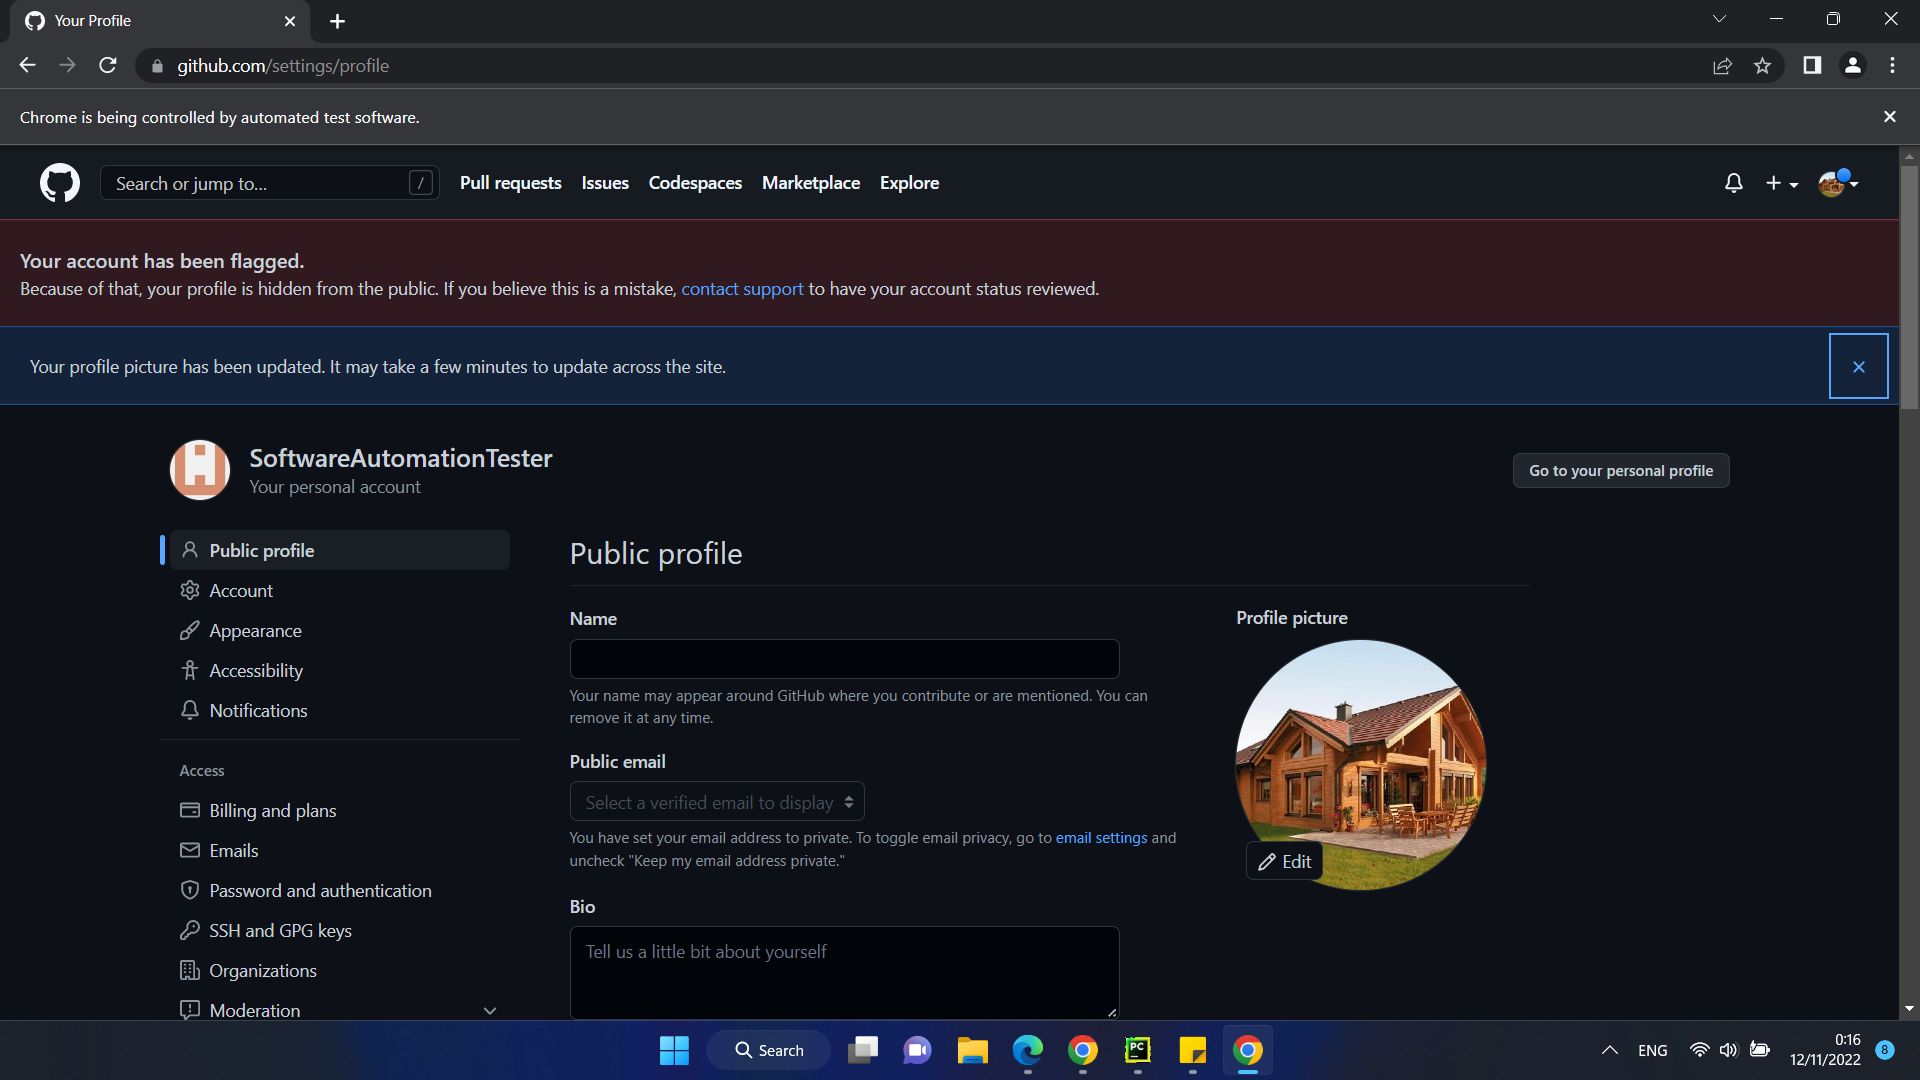 Your Profile
github.com/settings/profile
Chrome is being controlled by automated test software.
Search or jump to...
/
Pull requests
Issues
Codespaces
Marketplace
Explore
Your account has been flagged.
Because of that, your profile is hidden from the public. If you believe this is a mistake, contact support to have your account status reviewed.
Your profile picture has been updated. It may take a few minutes to update across the site.
SoftwareAutomationTester
Your personal account
Go to your personal profile
Public profile
Account
Appearance
Accessibility
Notifications
Access
Billing and plans
Emails
Password and authentication
SSH and GPG keys
Organizations
Moderation
Public profile
Name
Your name may appear around GitHub where you contribute or are mentioned. You can
remove it at any time.
Public email
Select a verified email to display
You have set your email address to private. To toggle email privacy, go to email settings and
uncheck "Keep my email address private."
Bio
Tell us a little bit about yourself
Profile picture
Edit
Search
PC
ENG
0:16
12/11/2022
8